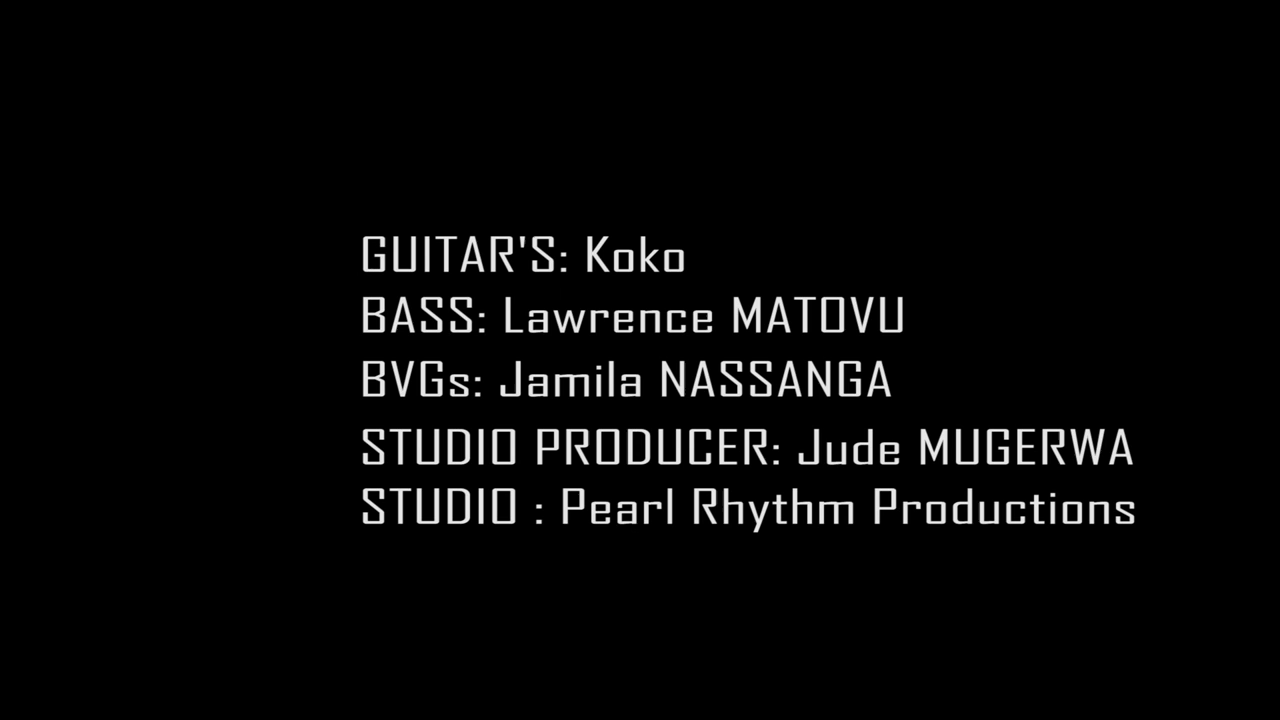 GUITAR'S: Koko
BASS: Lawrence MATOVU
BVGs: Jamila NASSANGA
STUDIO PRODUCER: Jude MUGERWA
STUDIO : Pearl Rhythm Productions